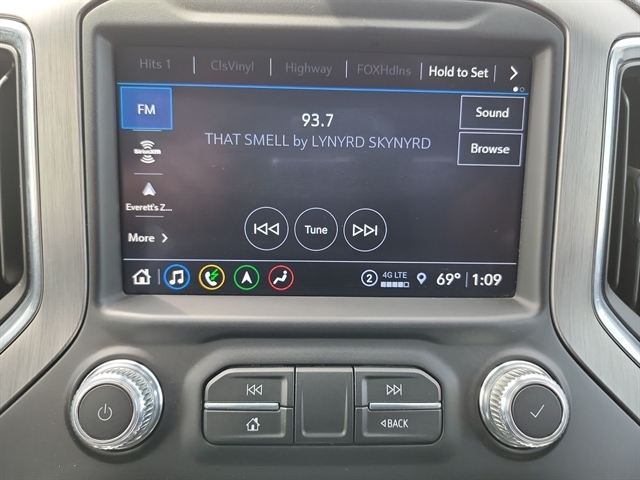 Hits 1 ClsVinyl Highway FOXHdlns Hold to Set
FM 93.7 Sound
THAT SMELL by LYNYRD SKYNYRD
SiriusXM Browse
Everett's Z...
More Tune
2 4G LTE 69° 1:09
BACK